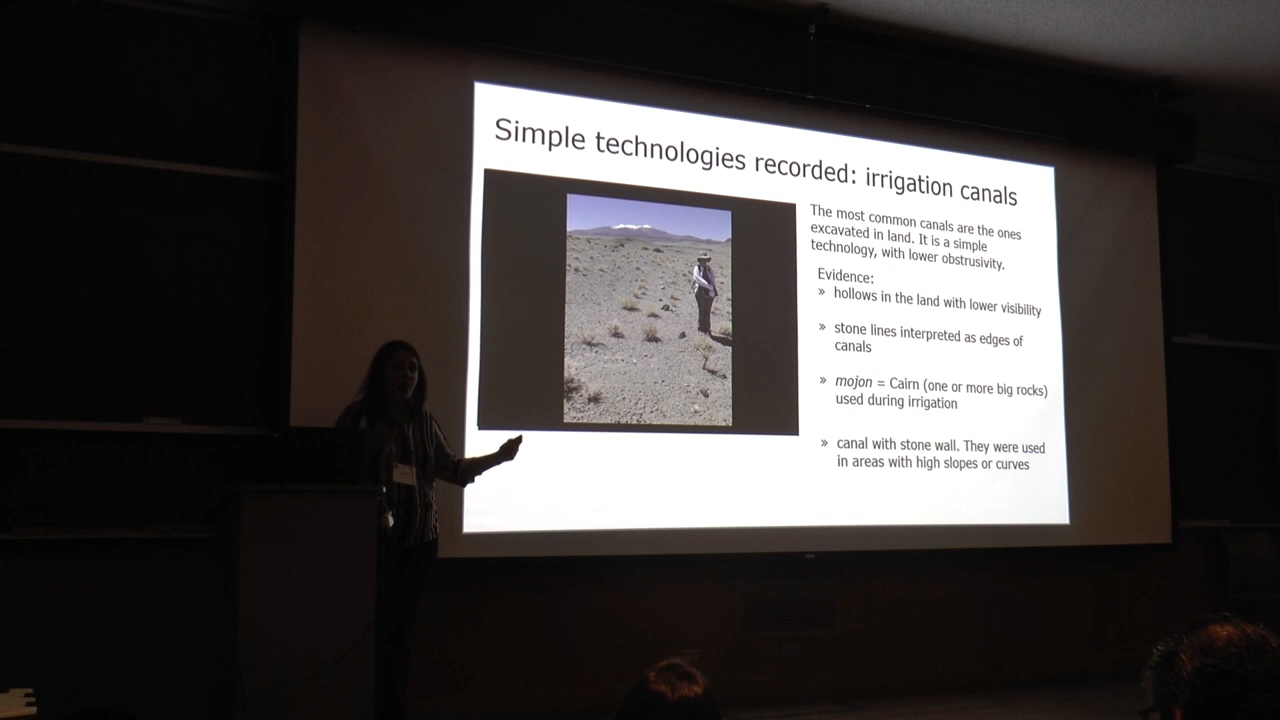 Simple technologies recorded: irrigation canals
The most common canals are the ones
excavated in land. It is a simple
technology, with lower obstrusivity.
Evidence:
» hollows in the land with lower visibility
» stone lines interpreted as edges of
canals
» mojon = Cairn (one or more big rocks)
used during irrigation
» canal with stone wall. They were used
in areas with high slopes or curves